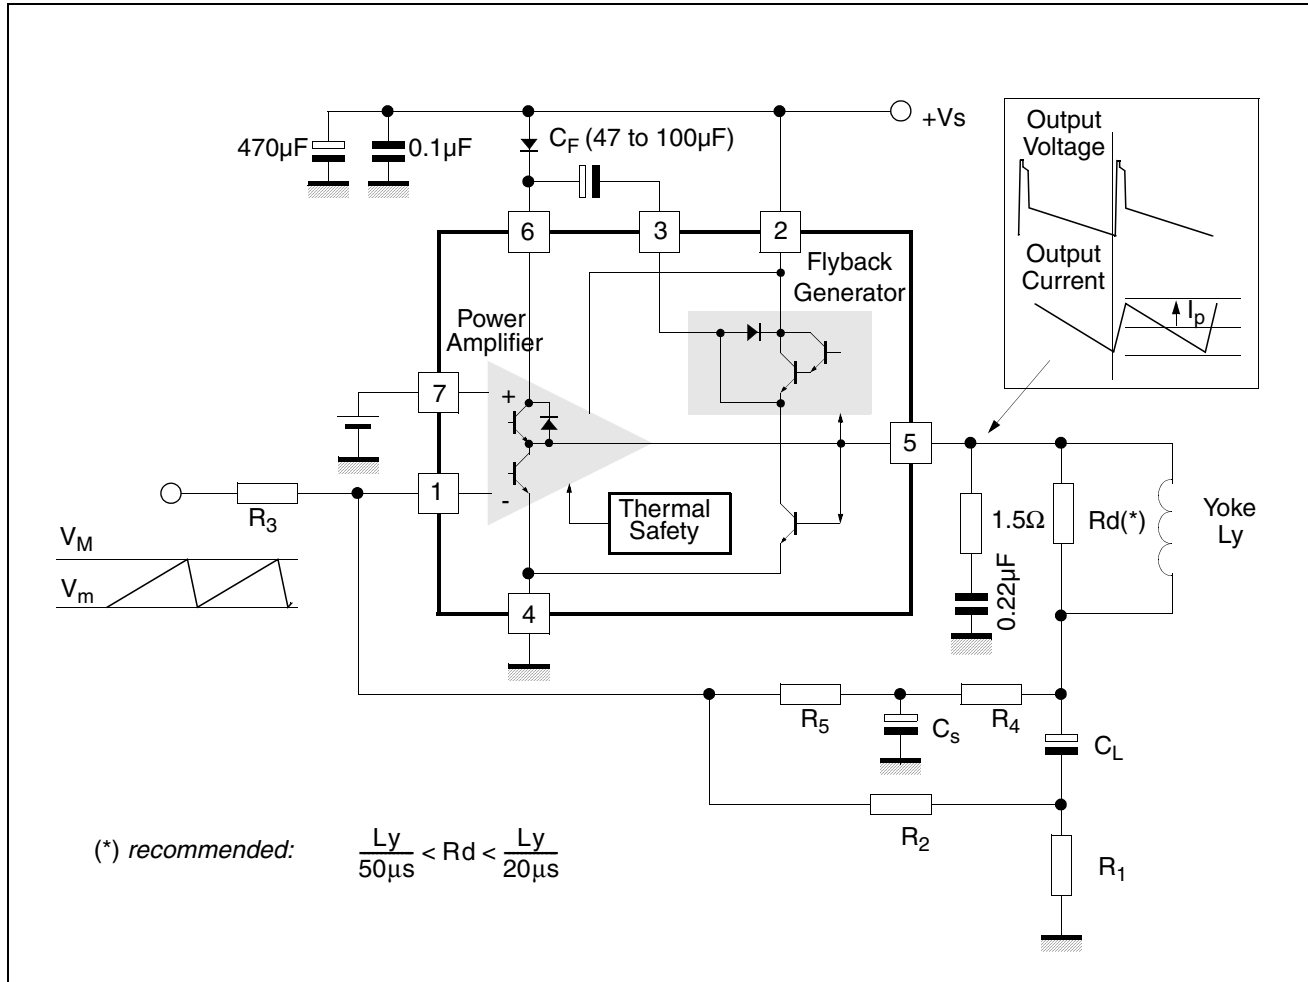 +Vs
Output
Voltage
470µF
0.1µF
C_F (47 to 100µF)
6
3
2
Output
Current
I_p
Flyback
Generator
Power
Amplifier
7
+
5
1
-
R_3
Thermal
Safety
1.5Ω
Rd(*)
Yoke
Ly
0.22µF
V_M
V_m
4
R_5
C_s
R_4
C_L
R_2
R_1
(*) recommended:
Ly/50µs < Rd < Ly/20µs